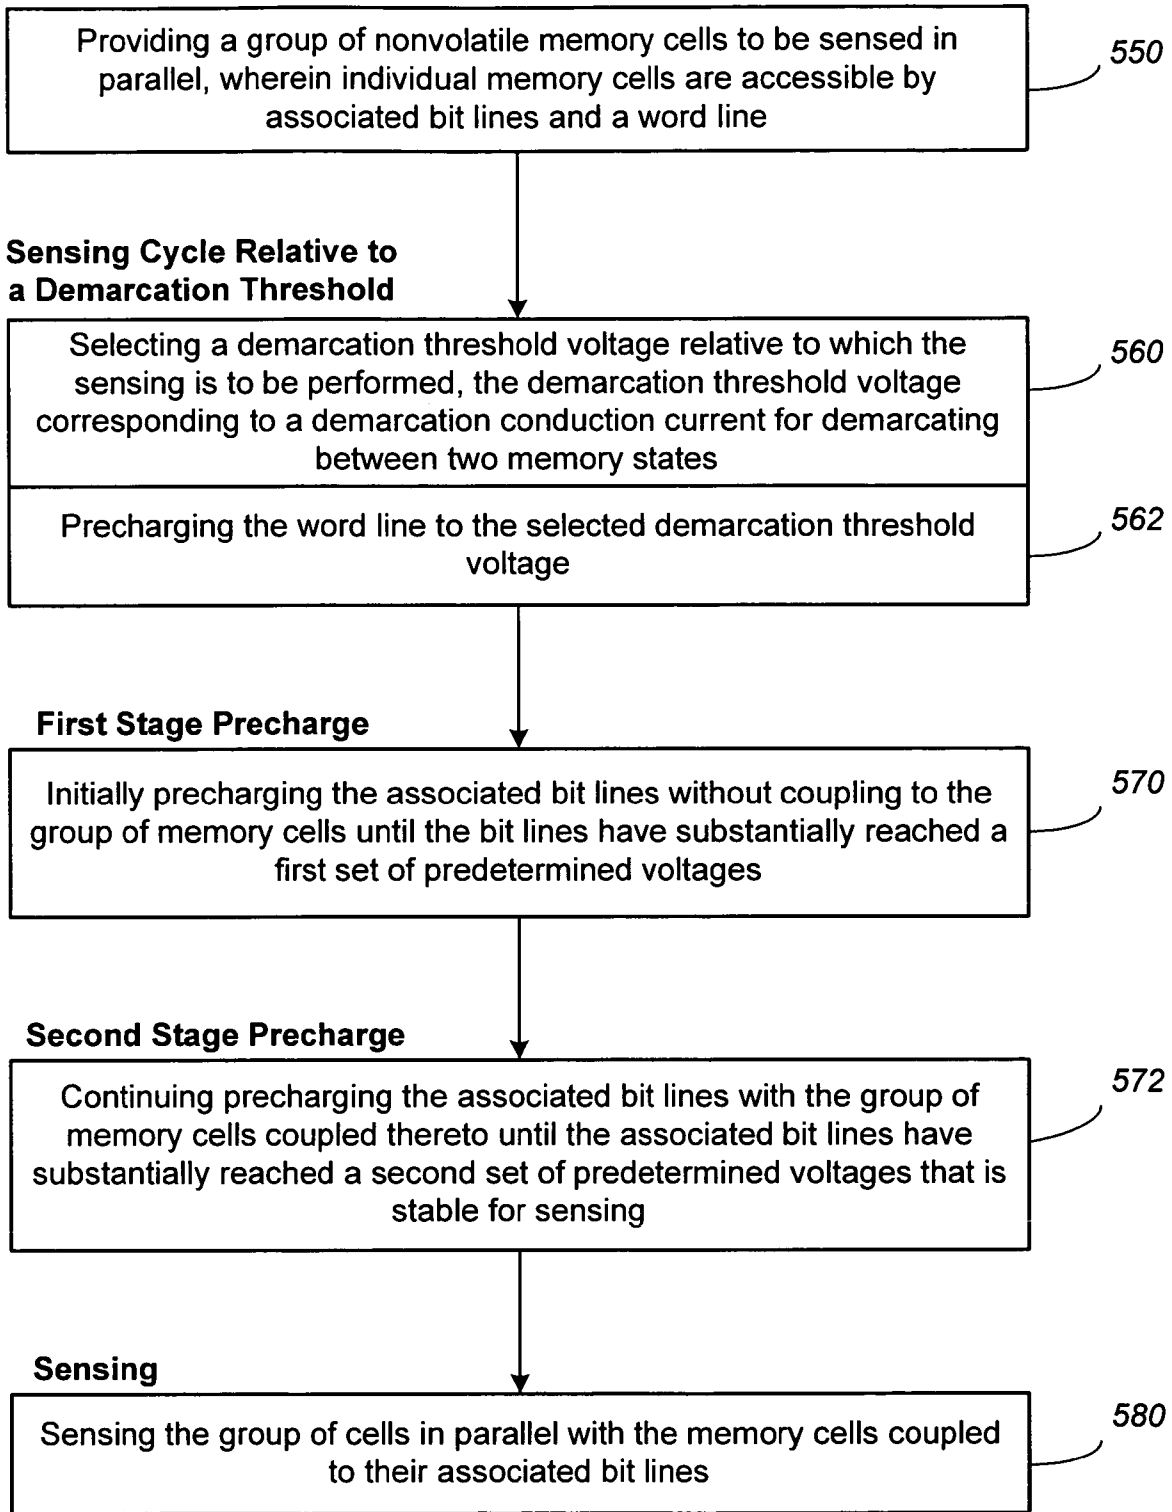 Providing a group of nonvolatile memory cells to be sensed in
parallel, wherein individual memory cells are accessible by
associated bit lines and a word line
550
Sensing Cycle Relative to
a Demarcation Threshold
Selecting a demarcation threshold voltage relative to which the
sensing is to be performed, the demarcation threshold voltage
corresponding to a demarcation conduction current for demarcating
between two memory states
560
Precharging the word line to the selected demarcation threshold
voltage
562
First Stage Precharge
Initially precharging the associated bit lines without coupling to the
group of memory cells until the bit lines have substantially reached a
first set of predetermined voltages
570
Second Stage Precharge
Continuing precharging the associated bit lines with the group of
memory cells coupled thereto until the associated bit lines have
substantially reached a second set of predetermined voltages that is
stable for sensing
572
Sensing
Sensing the group of cells in parallel with the memory cells coupled
to their associated bit lines
580